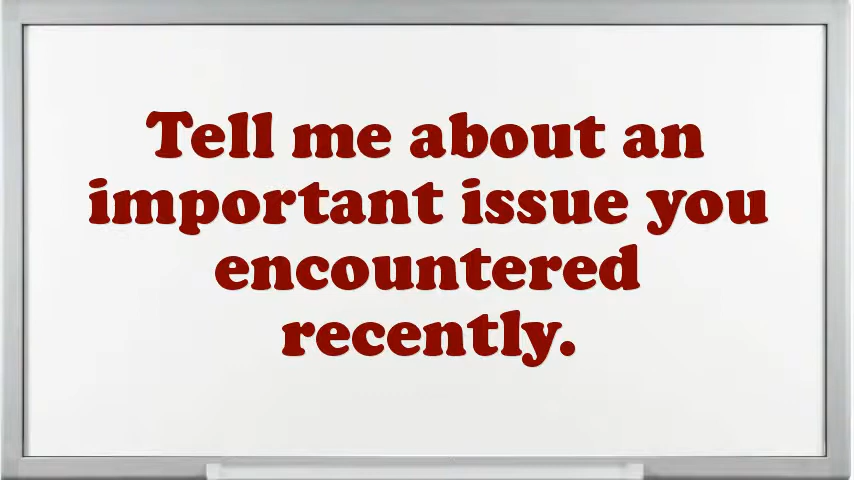 Tell me about an
important issue you
encountered
recently.